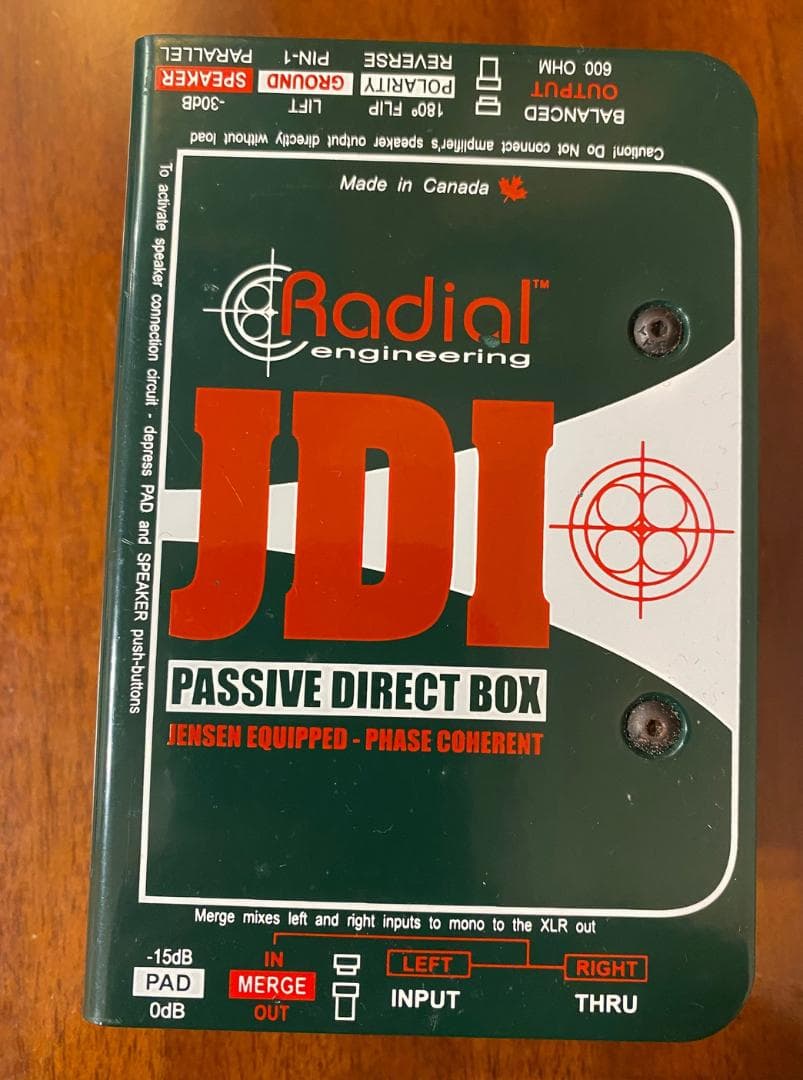 BALANCED
OUTPUT
600 OHM
180° FLIP
POLARITY
REVERSE
LIFT
GROUND
PIN-1
-30dB
SPEAKER
PARALLEL
Caution! Do Not connect amplifier's speaker output directly without load
To activate speaker connection circuit - depress PAD and SPEAKER push-buttons
Made in Canada
Radial™
engineering
JDI
PASSIVE DIRECT BOX
JENSEN EQUIPPED - PHASE COHERENT
Merge mixes left and right inputs to mono to the XLR out
-15dB
PAD
0dB
IN
MERGE
OUT
LEFT
INPUT
RIGHT
THRU